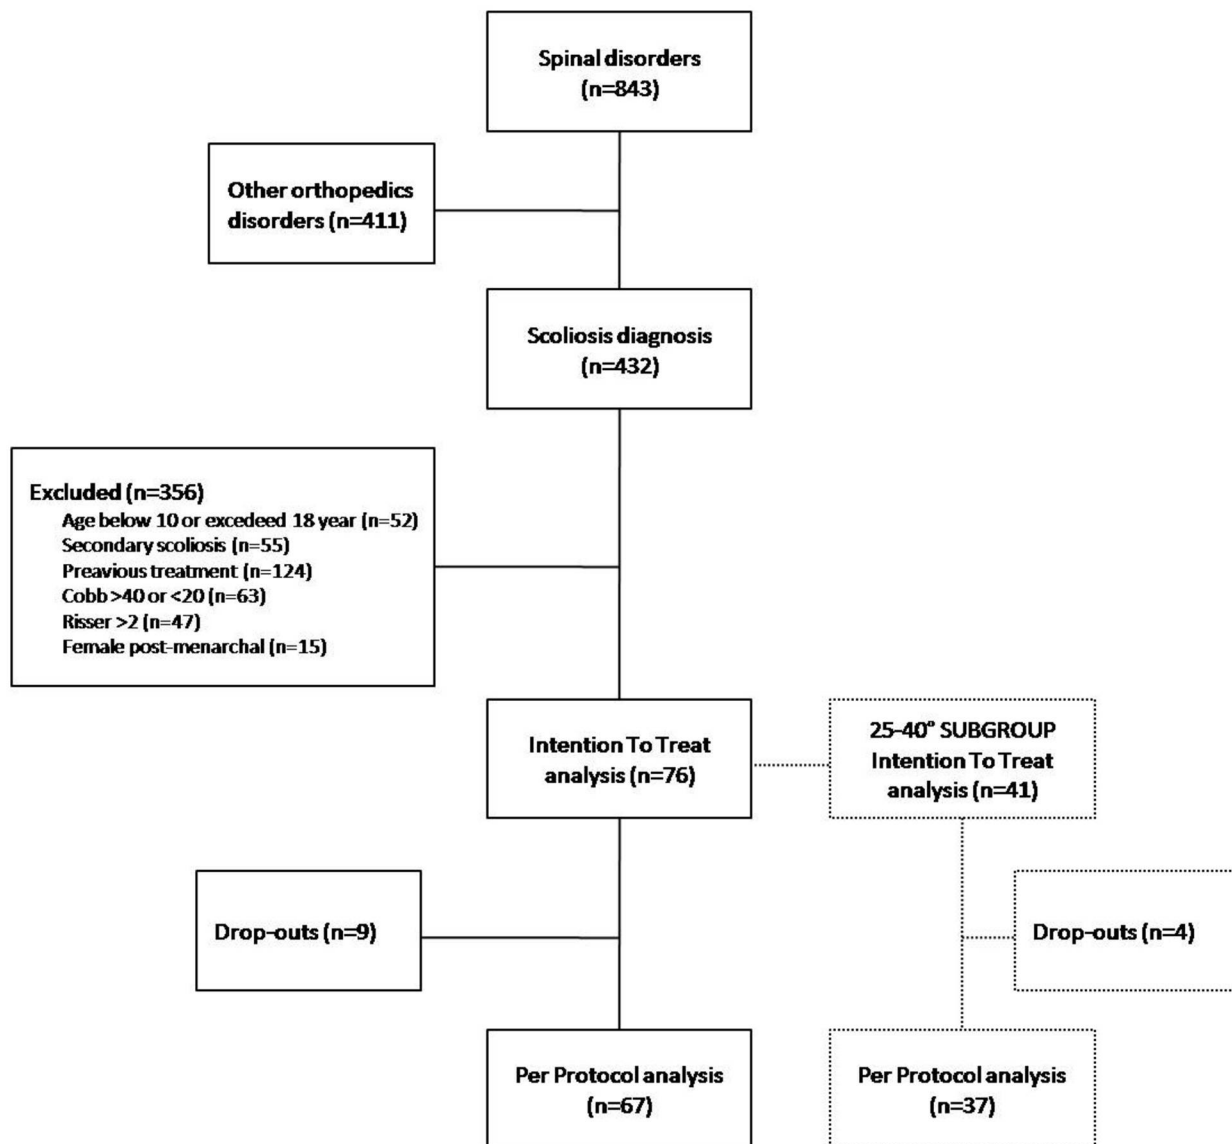 Spinal disorders
(n=843)
Other orthopedics
disorders (n=411)
Scoliosis diagnosis
(n=432)
Excluded (n=356)
Age below 10 or excedeed 18 year (n=52)
Secondary scoliosis (n=55)
Preavious treatment (n=124)
Cobb >40 or <20 (n=63)
Risser >2 (n=47)
Female post-menarchal (n=15)
Intention To Treat
analysis (n=76)
25-40° SUBGROUP
Intention To Treat
analysis (n=41)
Drop-outs (n=9)
Drop-outs (n=4)
Per Protocol analysis
(n=67)
Per Protocol analysis
(n=37)